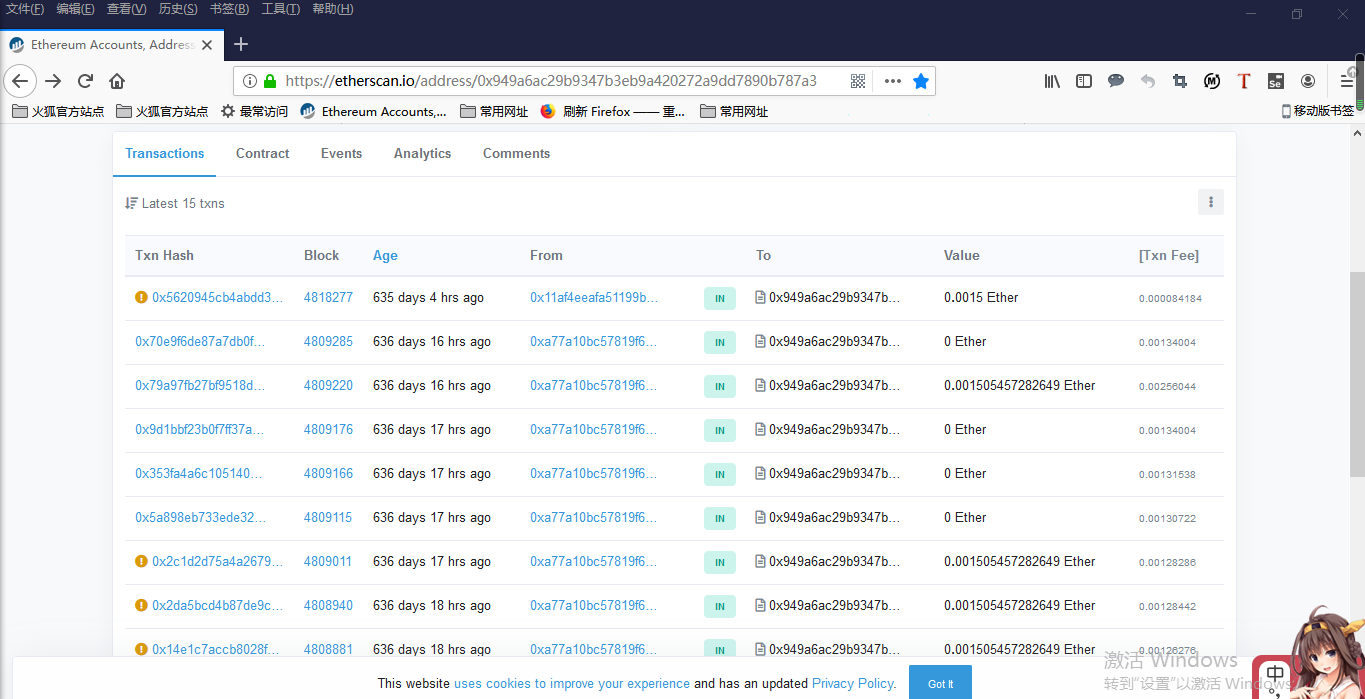 文件(F) 编辑(E) 查看(V) 历史(S) 书签(B) 工具(T) 帮助(H)
Ethereum Accounts, Address
https://etherscan.io/address/0x949a6ac29b9347b3eb9a420272a9dd7890b787a3
火狐官方站点 火狐官方站点 最常访问 Ethereum Accounts,... 常用网址 刷新 Firefox —— 重... 常用网址 移动版书签
Transactions Contract Events Analytics Comments
Latest 15 txns
Txn Hash Block Age From To Value [Txn Fee]
0x5620945cb4abdd3... 4818277 635 days 4 hrs ago 0x11af4eeafa51199b... IN 0x949a6ac29b9347b... 0.0015 Ether 0.000084184
0x70e9f6de87a7db0f... 4809285 636 days 16 hrs ago 0xa77a10bc57819f6... IN 0x949a6ac29b9347b... 0 Ether 0.00134004
0x79a97fb27bf9518d... 4809220 636 days 16 hrs ago 0xa77a10bc57819f6... IN 0x949a6ac29b9347b... 0.001505457282649 Ether 0.00256044
0x9d1bbf23b0f7ff37a... 4809176 636 days 17 hrs ago 0xa77a10bc57819f6... IN 0x949a6ac29b9347b... 0 Ether 0.00134004
0x353fa4a6c105140... 4809166 636 days 17 hrs ago 0xa77a10bc57819f6... IN 0x949a6ac29b9347b... 0 Ether 0.00131538
0x5a898eb733ede32... 4809115 636 days 17 hrs ago 0xa77a10bc57819f6... IN 0x949a6ac29b9347b... 0 Ether 0.00130722
0x2c1d2d75a4a2679... 4809011 636 days 17 hrs ago 0xa77a10bc57819f6... IN 0x949a6ac29b9347b... 0.001505457282649 Ether 0.00128286
0x2da5bcd4b87de9c... 4808940 636 days 18 hrs ago 0xa77a10bc57819f6... IN 0x949a6ac29b9347b... 0.001505457282649 Ether 0.00128442
0x14e1c7accb8028f... 4808881 636 days 18 hrs ago 0xa77a10bc57819f6... IN 0x949a6ac29b9347b... 0.001505457282649 Ether 0.00126276
激活 Windows
转到"设置"以激活 Windows
This website uses cookies to improve your experience and has an updated Privacy Policy. Got It
中